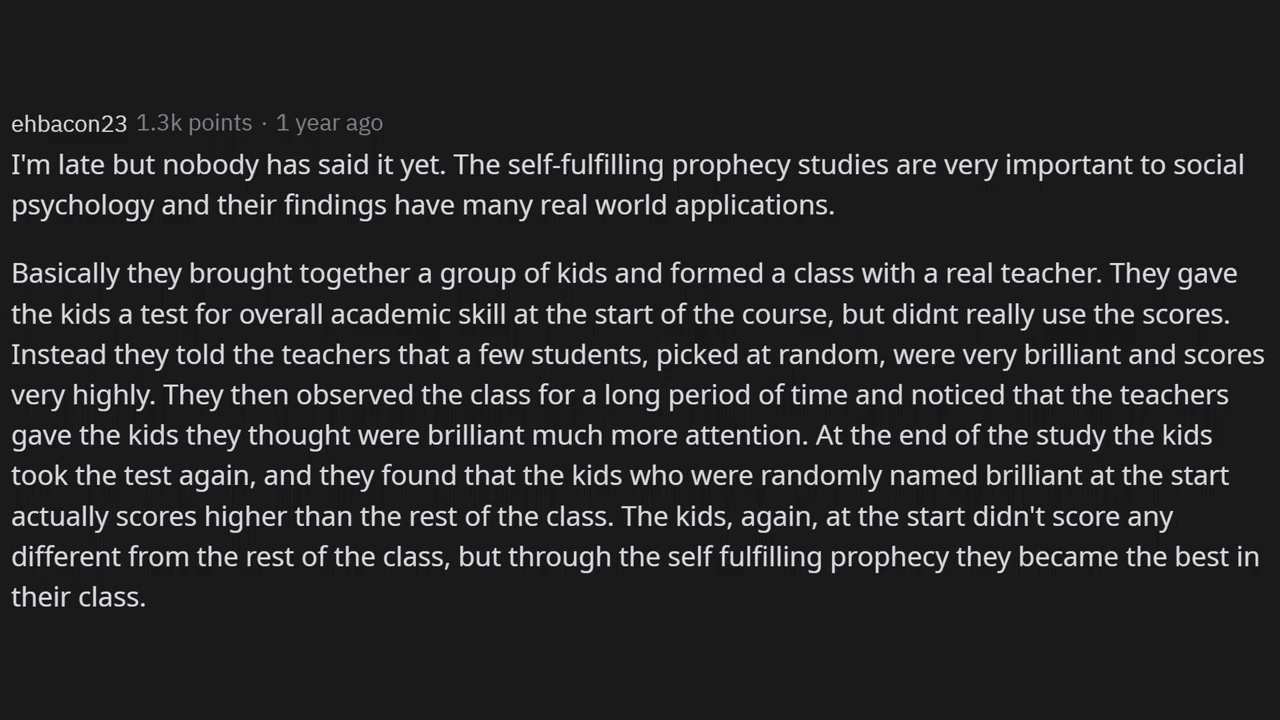 ehbacon23 1.3k points · 1 year ago
I'm late but nobody has said it yet. The self-fulfilling prophecy studies are very important to social
psychology and their findings have many real world applications.
Basically they brought together a group of kids and formed a class with a real teacher. They gave
the kids a test for overall academic skill at the start of the course, but didnt really use the scores.
Instead they told the teachers that a few students, picked at random, were very brilliant and scores
very highly. They then observed the class for a long period of time and noticed that the teachers
gave the kids they thought were brilliant much more attention. At the end of the study the kids
took the test again, and they found that the kids who were randomly named brilliant at the start
actually scores higher than the rest of the class. The kids, again, at the start didn't score any
different from the rest of the class, but through the self fulfilling prophecy they became the best in
their class.